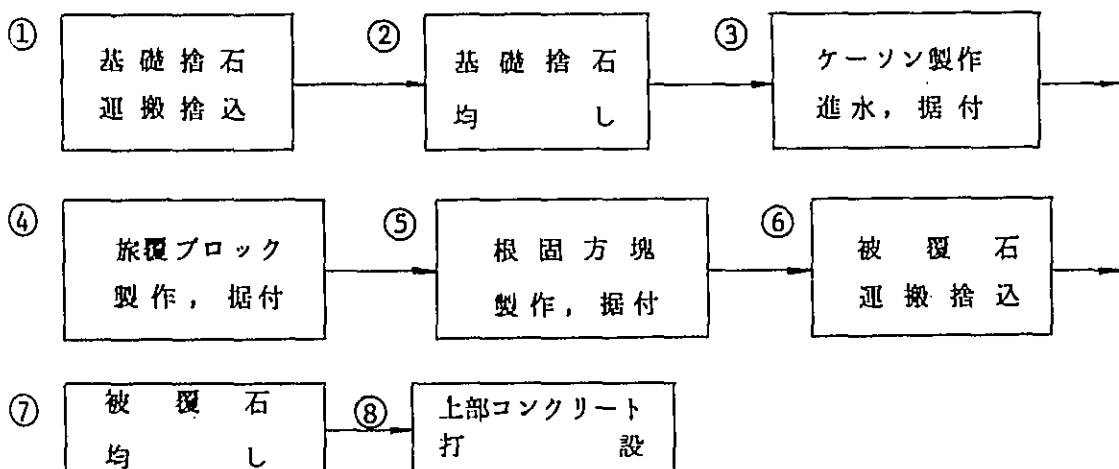 ① 基礎捨石
運搬捨込
② 基礎捨石
均し
③ ケーソン製作
進水,据付
④ 旅覆ブロック
製作,据付
⑤ 根固方塊
製作,据付
⑥ 被覆石
運搬捨込
⑦ 被覆石
均し
⑧ 上部コンクリート
打設